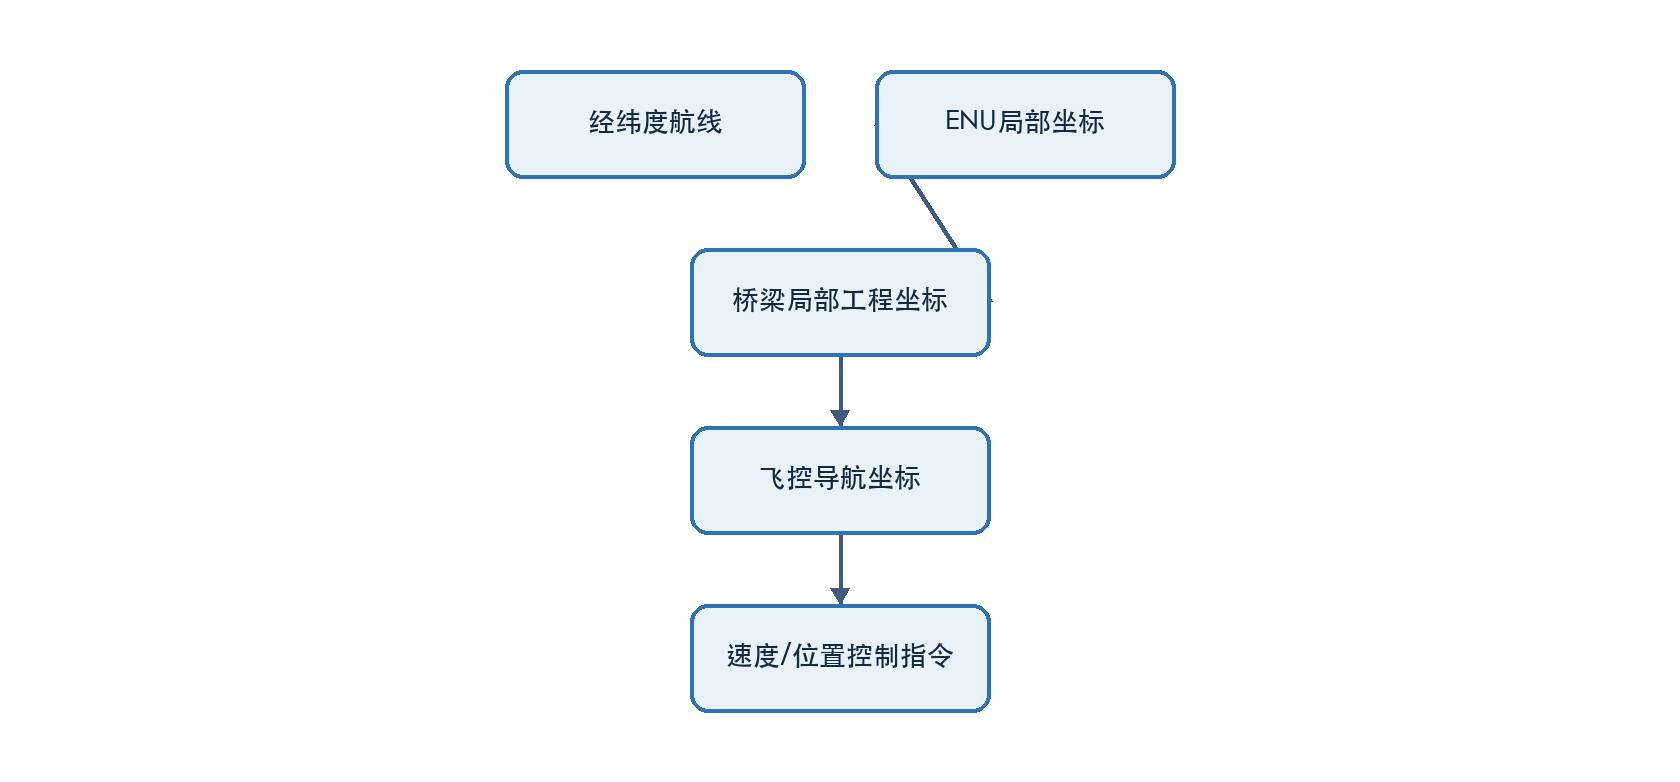 经纬度航线
ENU局部坐标
桥梁局部工程坐标
飞控导航坐标
速度/位置控制指令